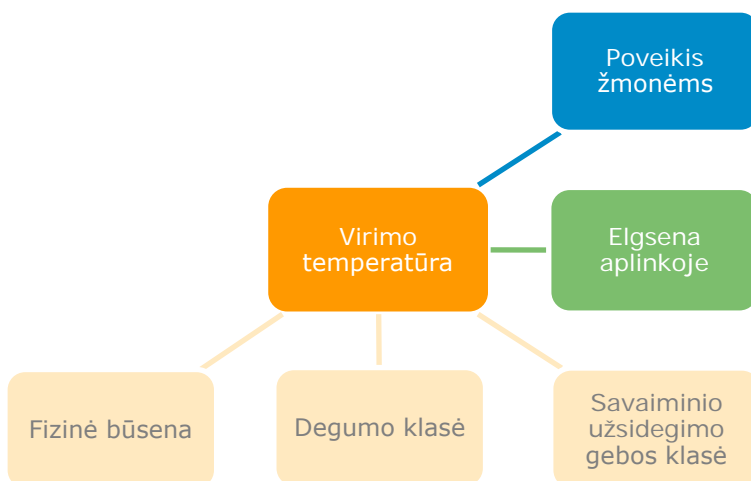 Poveikis
žmonėms
Virimo
temperatūra
Elgsena
aplinkoje
Fizinė būsena
Degumo klasė
Savaiminio
užsidegimo
gebos klasė